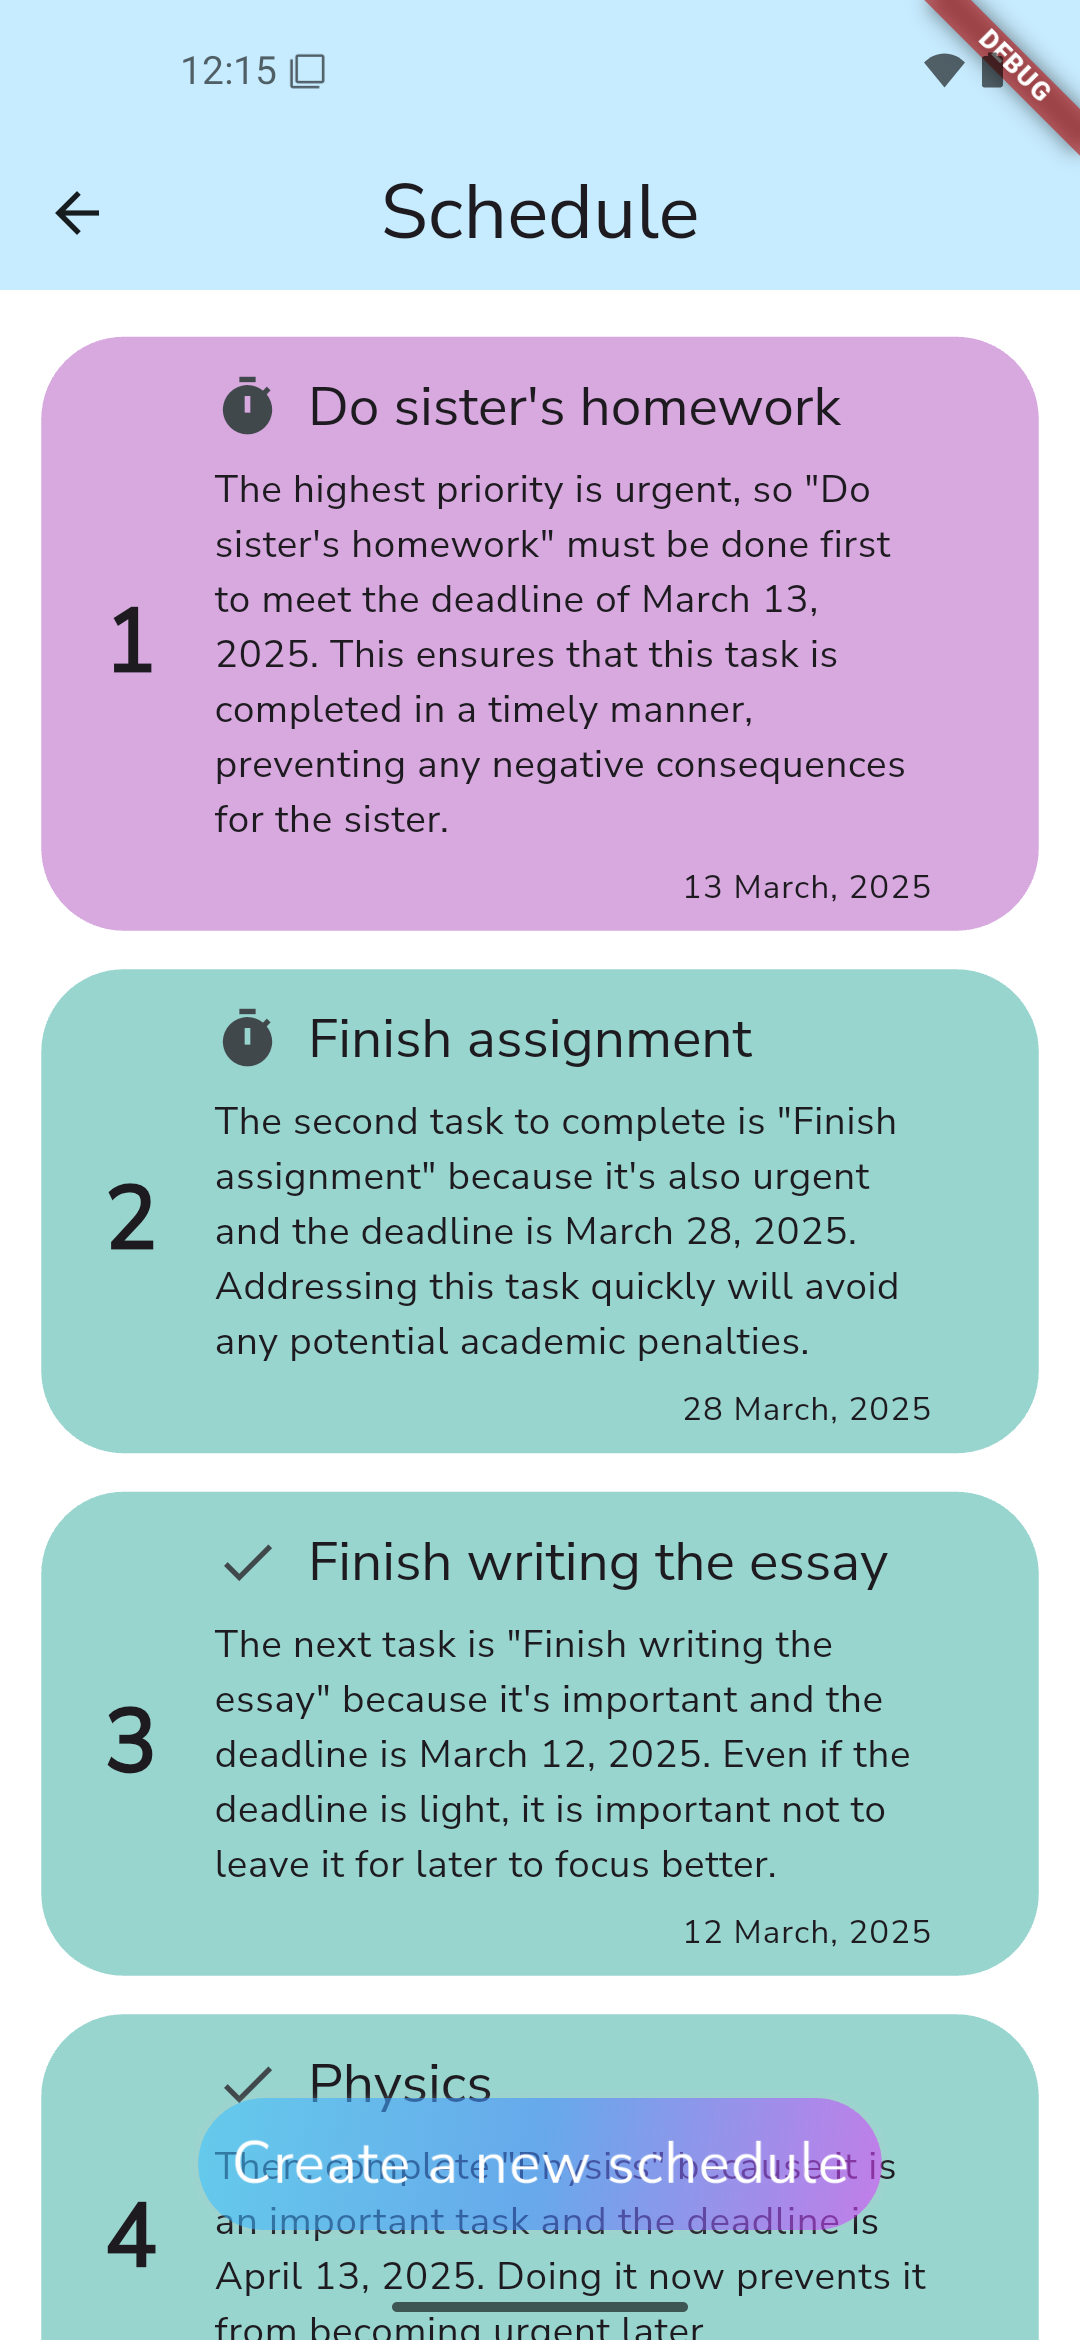 12:15
DEBUG
Schedule
Do sister's homework
The highest priority is urgent, so "Do
sister's homework" must be done first
to meet the deadline of March 13,
2025. This ensures that this task is
completed in a timely manner,
preventing any negative consequences
for the sister.
1
13 March, 2025
Finish assignment
The second task to complete is "Finish
assignment" because it's also urgent
and the deadline is March 28, 2025.
Addressing this task quickly will avoid
any potential academic penalties.
2
28 March, 2025
Finish writing the essay
The next task is "Finish writing the
essay" because it's important and the
deadline is March 12, 2025. Even if the
deadline is light, it is important not to
leave it for later to focus better.
3
12 March, 2025
Physics
Create a new schedule
complete "Physics" because it is
an important task and the deadline is
April 13, 2025. Doing it now prevents it
from becoming urgent later
4